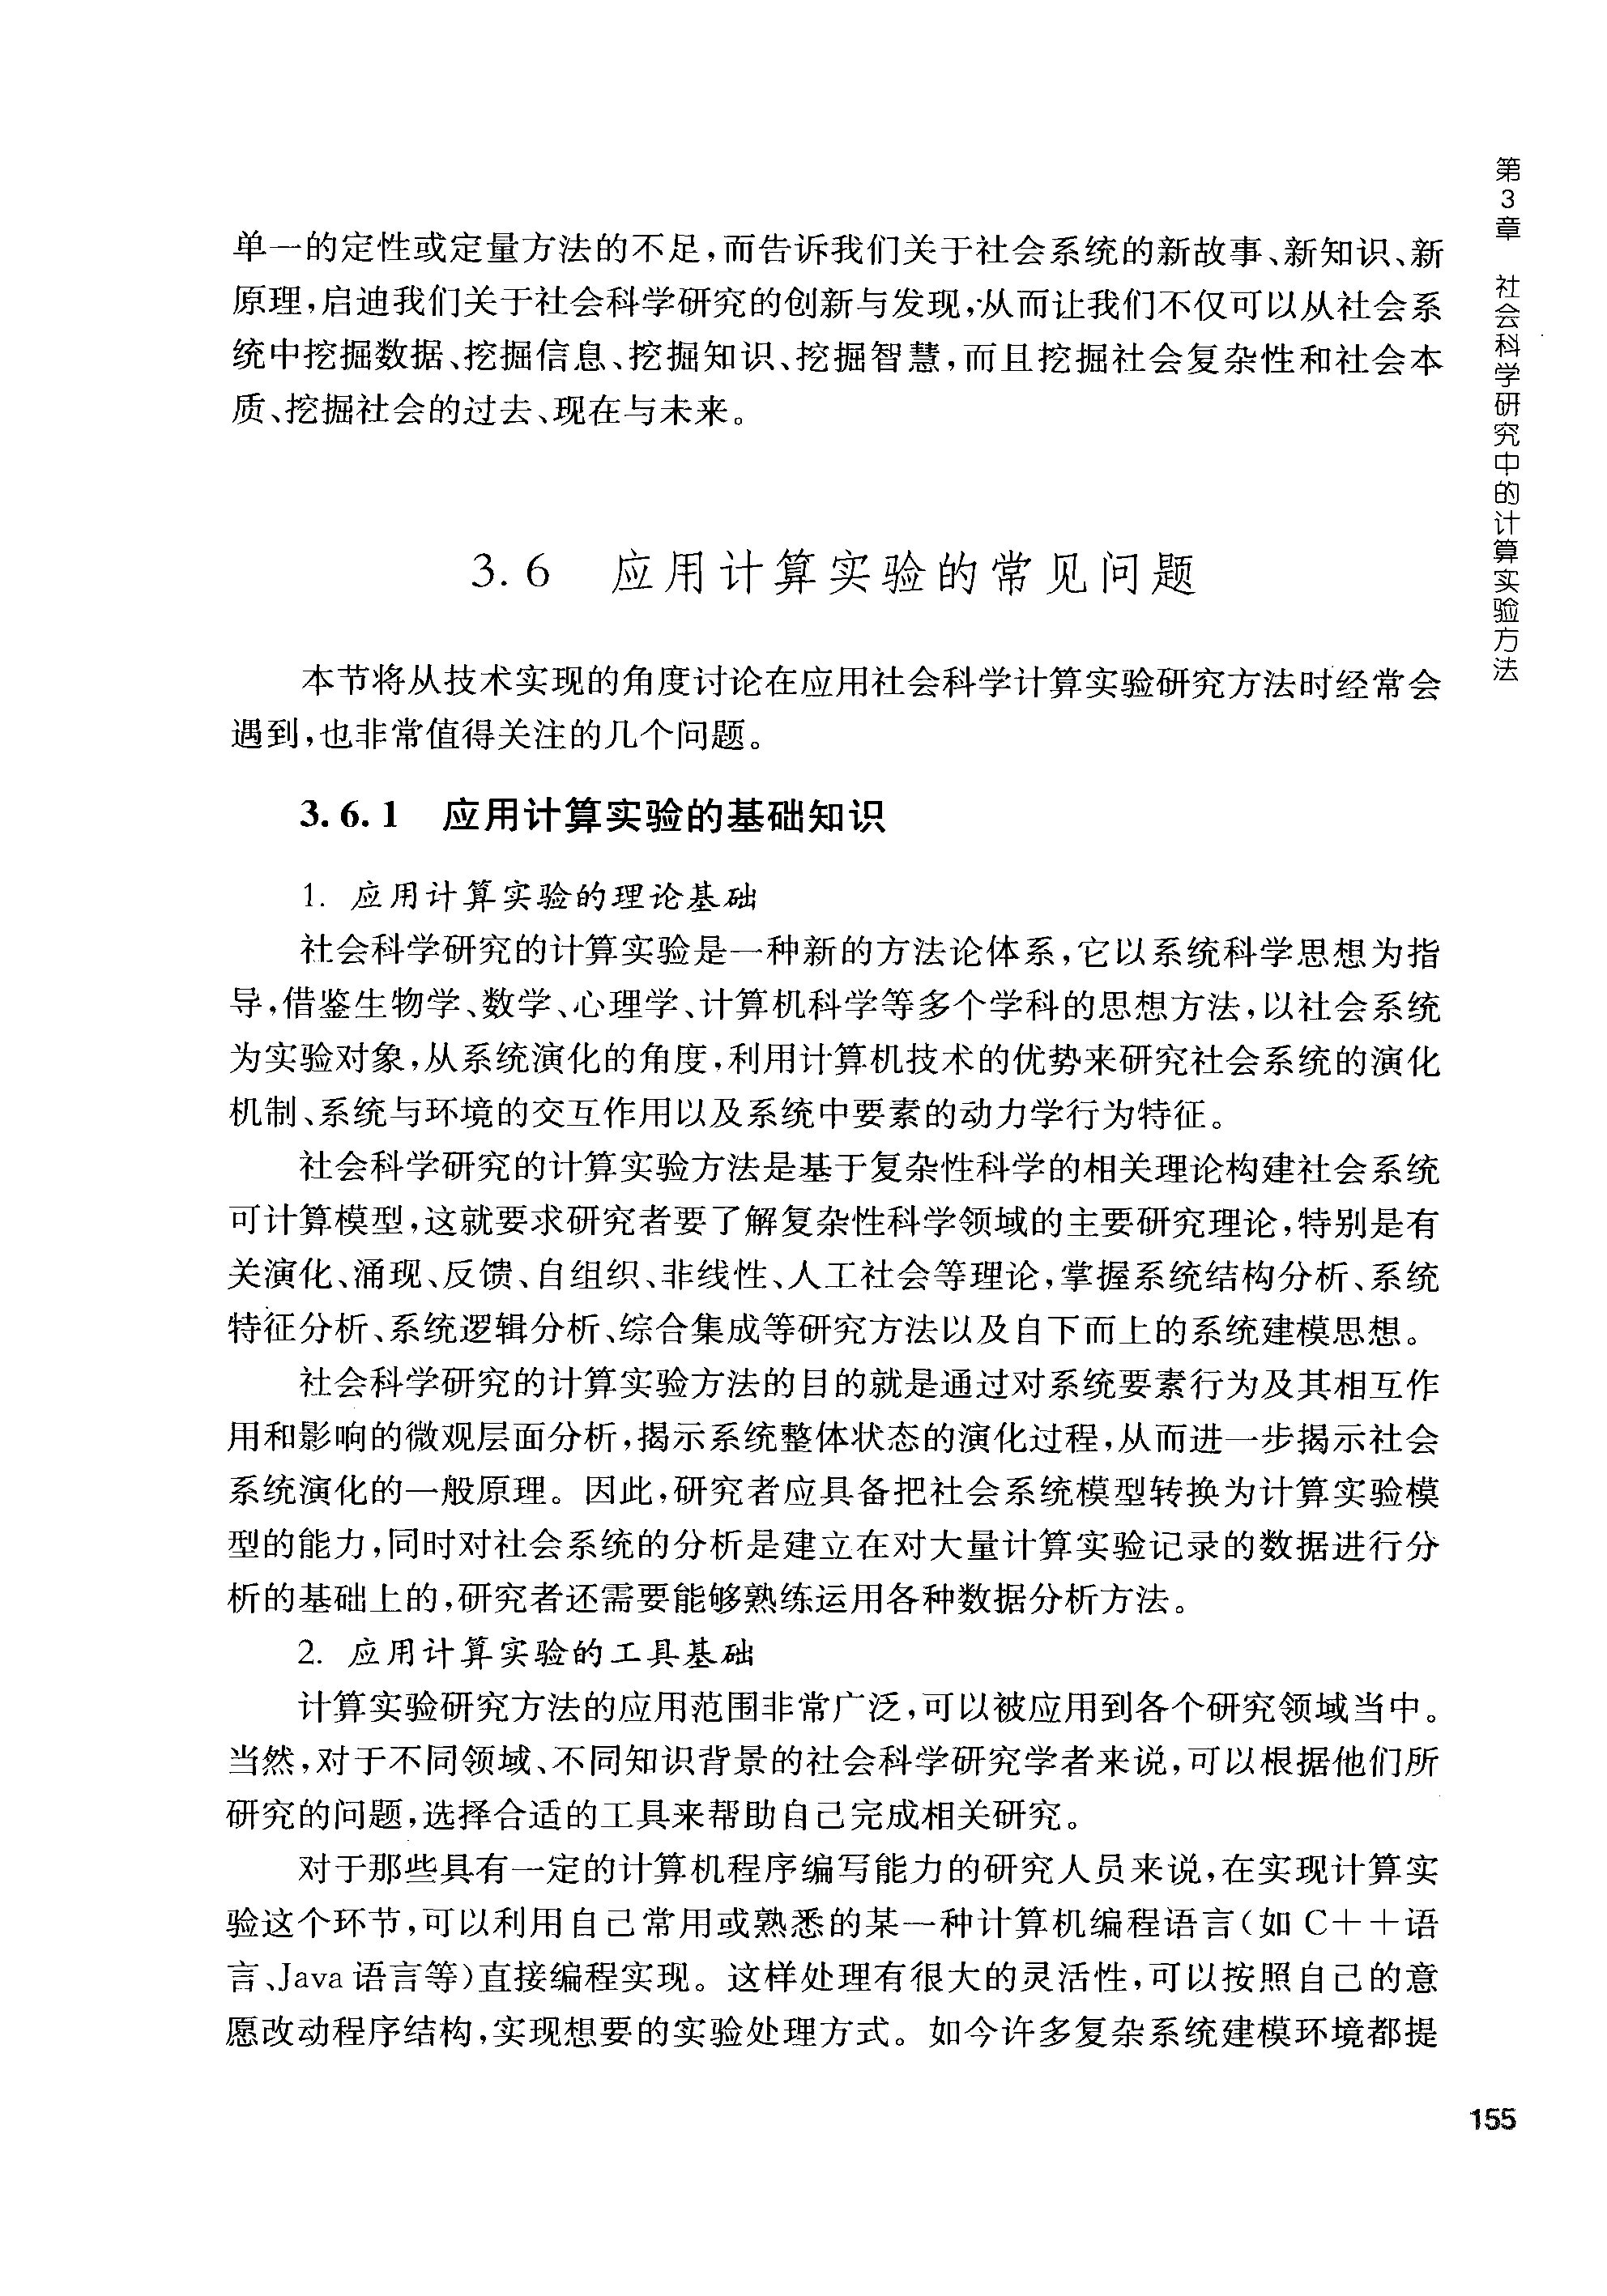 第3章 社会科学研究中的计算实验方法
单一的定性或定量方法的不足,而告诉我们关于社会系统的新故事、新知识、新
原理,启迪我们关于社会科学研究的创新与发现,从而让我们不仅可以从社会系
统中挖掘数据、挖掘信息、挖掘知识、挖掘智慧,而且挖掘社会复杂性和社会本
质、挖掘社会的过去、现在与未来。
3.6 应用计算实验的常见问题
本节将从技术实现的角度讨论在应用社会科学计算实验研究方法时经常会
遇到,也非常值得关注的几个问题。
3.6.1 应用计算实验的基础知识
1. 应用计算实验的理论基础
社会科学研究的计算实验是一种新的方法论体系,它以系统科学思想为指
导,借鉴生物学、数学、心理学、计算机科学等多个学科的思想方法,以社会系统
为实验对象,从系统演化的角度,利用计算机技术的优势来研究社会系统的演化
机制、系统与环境的交互作用以及系统中要素的动力学行为特征。
社会科学研究的计算实验方法是基于复杂性科学的相关理论构建社会系统
可计算模型,这就要求研究者要了解复杂性科学领域的主要研究理论,特别是有
关演化、涌现、反馈、自组织、非线性、人工社会等理论,掌握系统结构分析、系统
特征分析、系统逻辑分析、综合集成等研究方法以及自下而上的系统建模思想。
社会科学研究的计算实验方法的目的就是通过对系统要素行为及其相互作
用和影响的微观层面分析,揭示系统整体状态的演化过程,从而进一步揭示社会
系统演化的一般原理。因此,研究者应具备把社会系统模型转换为计算实验模
型的能力,同时对社会系统的分析是建立在对大量计算实验记录的数据进行分
析的基础上的,研究者还需要能够熟练运用各种数据分析方法。
2. 应用计算实验的工具基础
计算实验研究方法的应用范围非常广泛,可以被应用到各个研究领域当中。
当然,对于不同领域、不同知识背景的社会科学研究学者来说,可以根据他们所
研究的问题,选择合适的工具来帮助自己完成相关研究。
对于那些具有一定的计算机程序编写能力的研究人员来说,在实现计算实
验这个环节,可以利用自己常用或熟悉的某一种计算机编程语言(如C++语
言、Java语言等)直接编程实现。这样处理有很大的灵活性,可以按照自己的意
愿改动程序结构,实现想要的实验处理方式。如今许多复杂系统建模环境都提
155